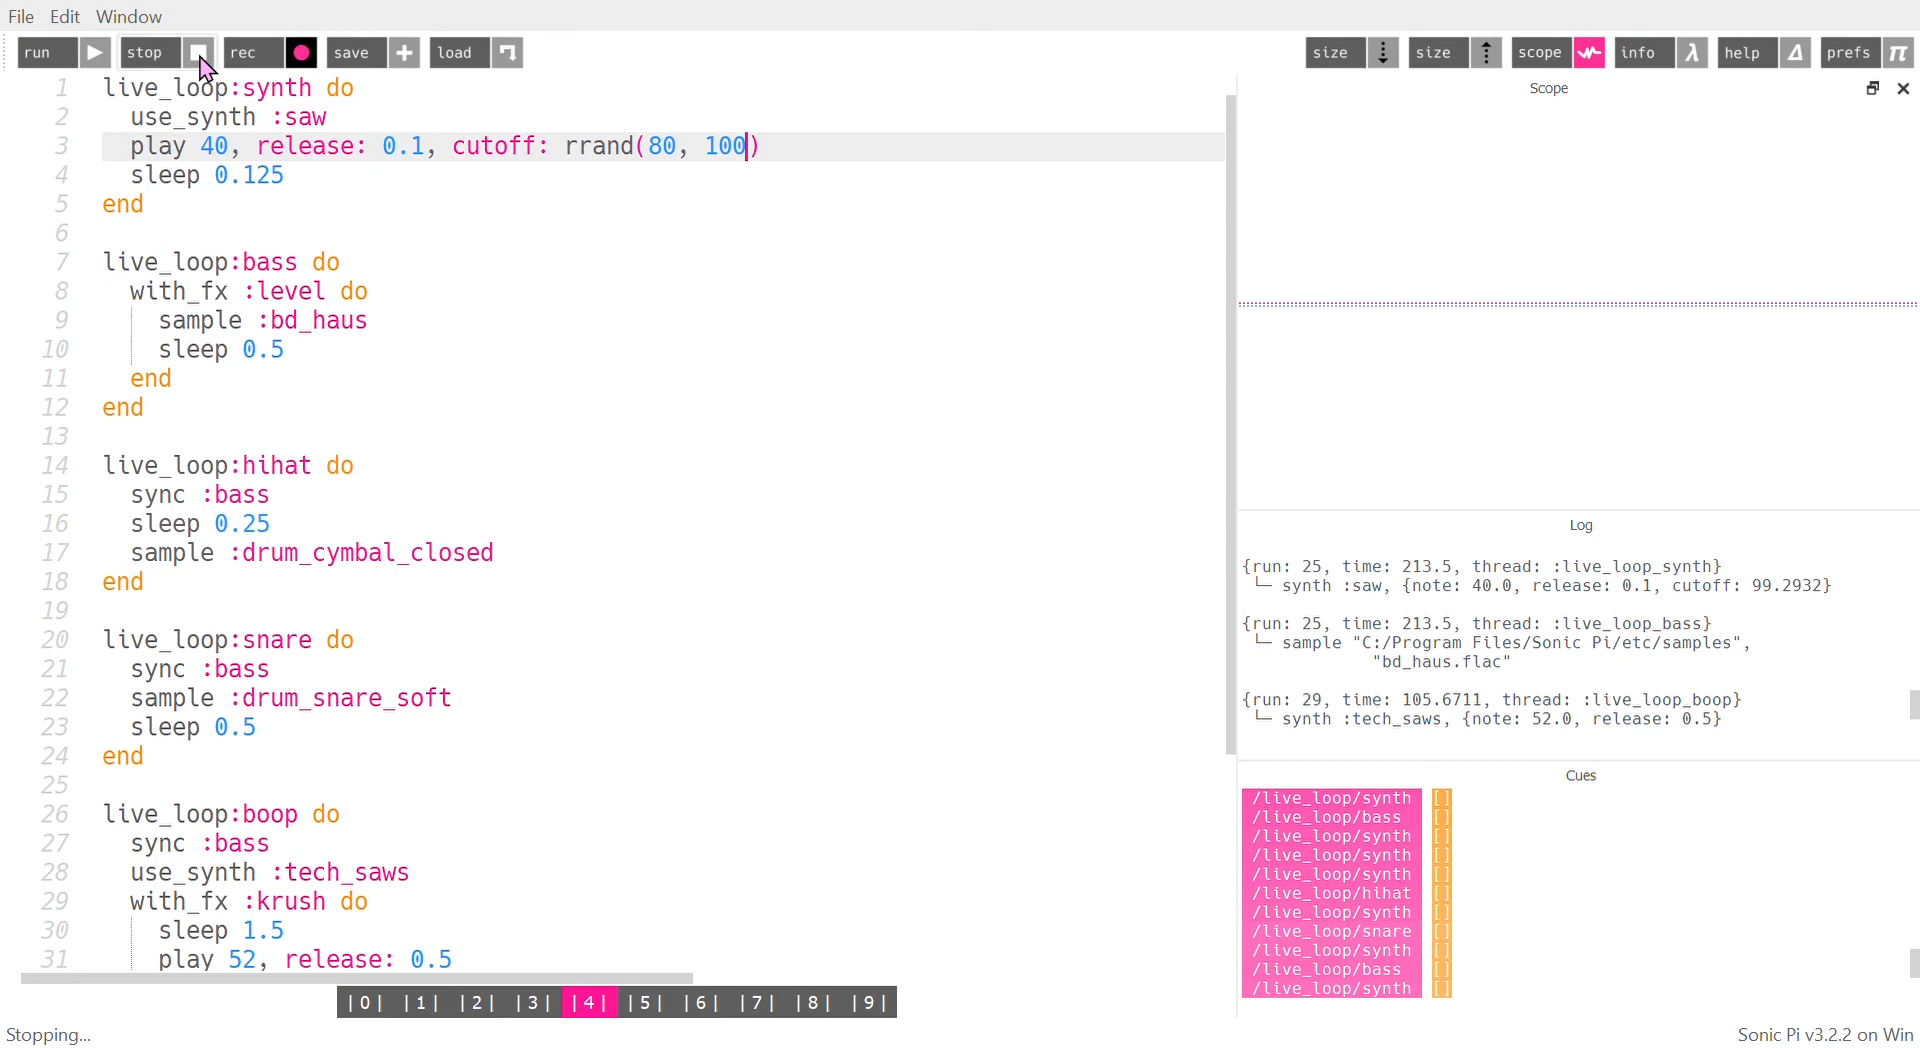 File Edit Window
run stop rec save load size size scope info λ help prefs π
1 live_loop:synth do
2 use_synth :saw
3 play 40, release: 0.1, cutoff: rrand(80, 100)
4 sleep 0.125
5 end
6
7 live_loop:bass do
8 with_fx :level do
9 sample :bd_haus
10 sleep 0.5
11 end
12 end
13
14 live_loop:hihat do
15 sync :bass
16 sleep 0.25
17 sample :drum_cymbal_closed
18 end
19
20 live_loop:snare do
21 sync :bass
22 sample :drum_snare_soft
23 sleep 0.5
24 end
25
26 live_loop:boop do
27 sync :bass
28 use_synth :tech_saws
29 with_fx :krush do
30 sleep 1.5
31 play 52, release: 0.5
|0| |1| |2| |3| |4| |5| |6| |7| |8| |9|
Stopping...
Scope
Log
{run: 25, time: 213.5, thread: :live_loop_synth}
└─ synth :saw, {note: 40.0, release: 0.1, cutoff: 99.2932}
{run: 25, time: 213.5, thread: :live_loop_bass}
└─ sample "C:/Program Files/Sonic Pi/etc/samples",
"bd_haus.flac"
{run: 29, time: 105.6711, thread: :live_loop_boop}
└─ synth :tech_saws, {note: 52.0, release: 0.5}
Cues
/live_loop/synth []
/live_loop/bass []
/live_loop/synth []
/live_loop/synth []
/live_loop/synth []
/live_loop/hihat []
/live_loop/synth []
/live_loop/snare []
/live_loop/synth []
/live_loop/bass []
/live_loop/synth []
Sonic Pi v3.2.2 on Win